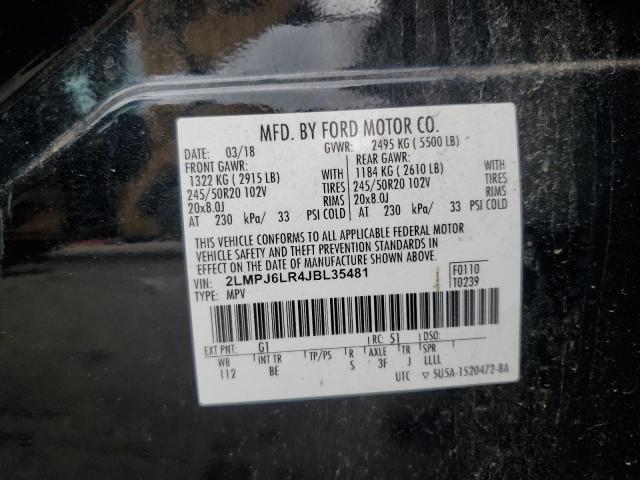 MFD. BY FORD MOTOR CO.
DATE: 03/18 GVWR: 2495 KG ( 5500 LB)
FRONT GAWR: REAR GAWR:
1322 KG ( 2915 LB) WITH 1184 KG ( 2610 LB) WITH
245/50R20 102V TIRES 245/50R20 102V TIRES
20x8.0J RIMS 20x8.0J RIMS
AT 230 kPa/ 33 PSI COLD AT 230 kPa/ 33 PSI COLD
THIS VEHICLE CONFORMS TO ALL APPLICABLE FEDERAL MOTOR
VEHICLE SAFETY AND THEFT PREVENTION STANDARDS IN
EFFECT ON THE DATE OF MANUFACTURE SHOWN ABOVE.
VIN: 2LMPJ6LR4JBL35481 F0110
TYPE: MPV T0239
EXT PNT: G1 RC: 51 DSO:
WB INT TR TP/PS R AXLE TR SPR
112 BE S 3F J LLLL
UTC ▽ 5U5A-1520472-BA